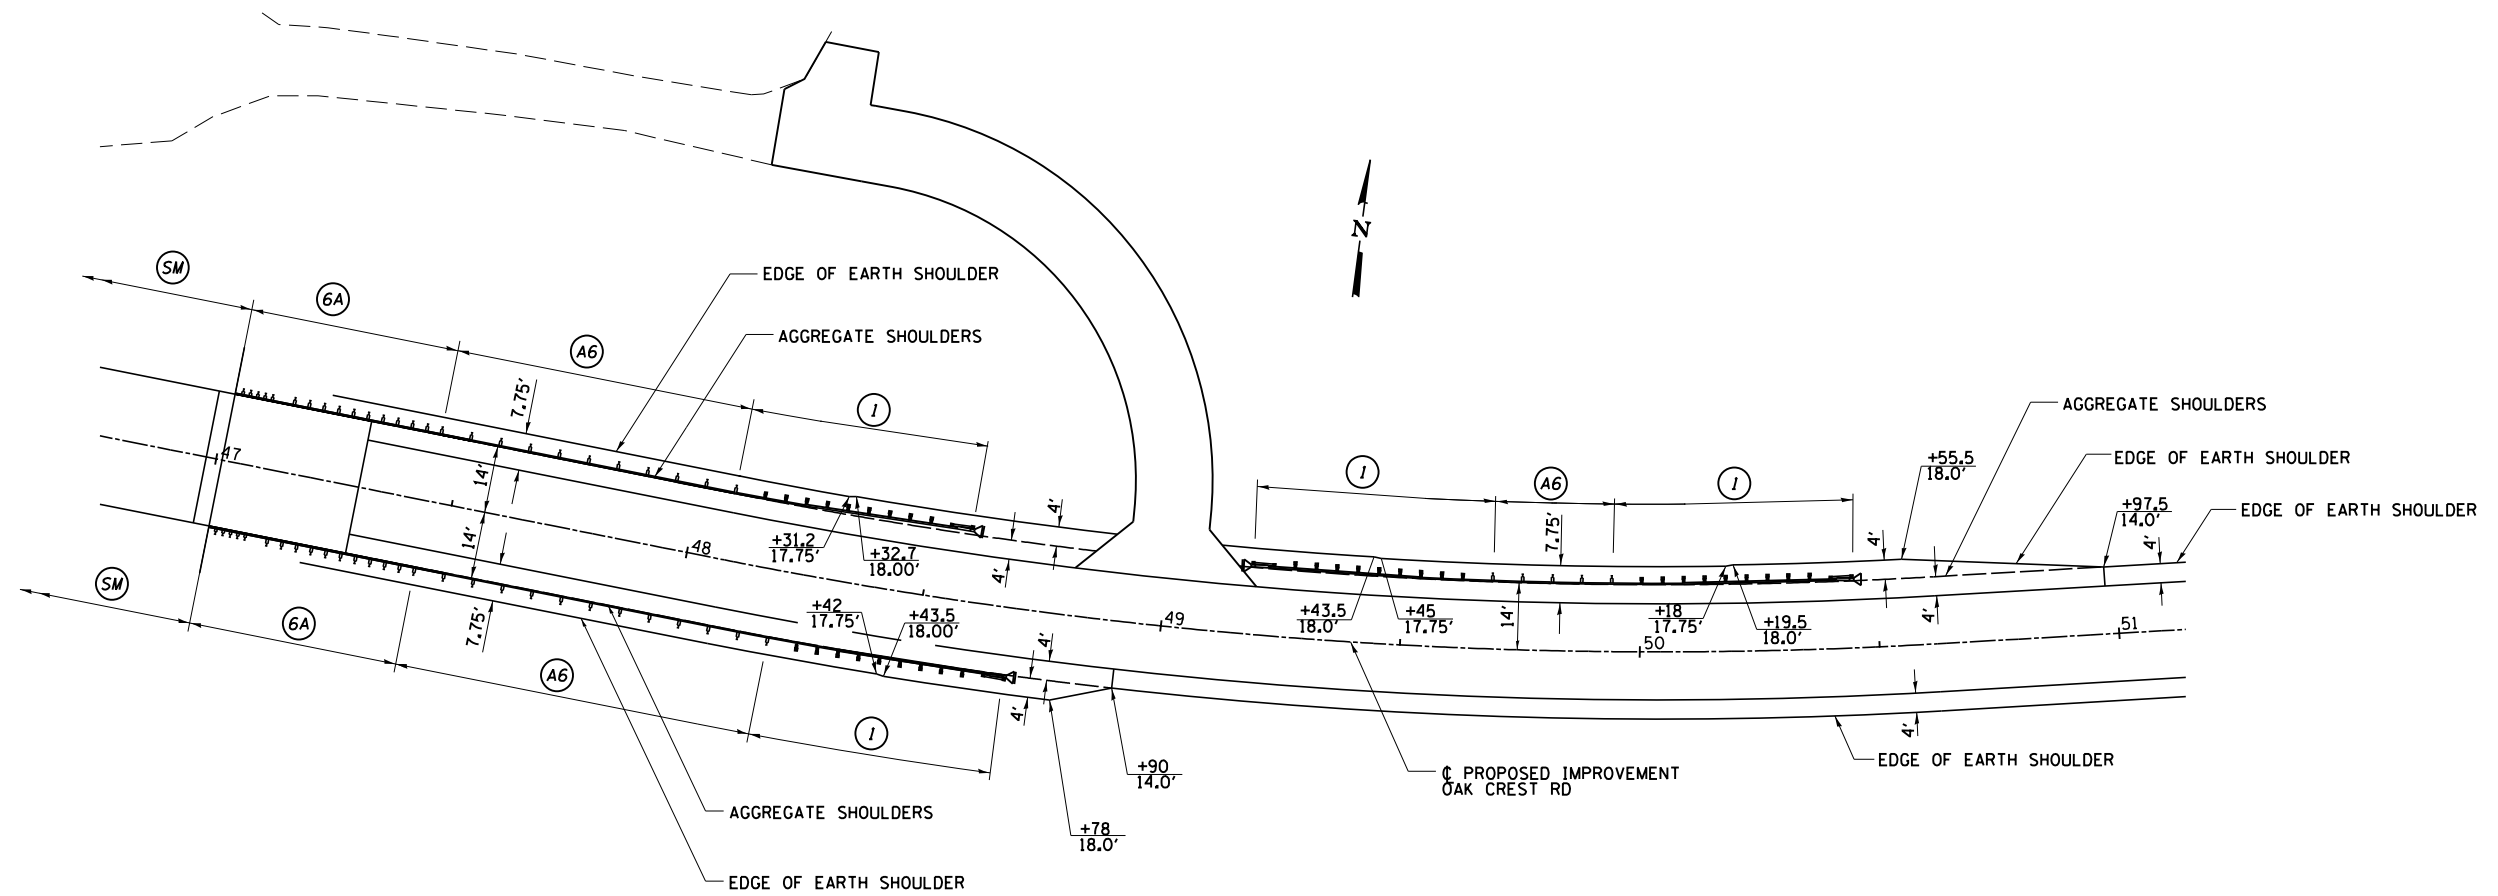 N
SM
6A
EDGE OF EARTH SHOULDER
AGGREGATE SHOULDERS
A6
7.75'
1
47
14'
14'
48
4'
4'
+31.2
17.75'
+32.7
18.00'
SM
6A
A6
1
7.75'
+42
17.75'
+43.5
18.00'
49
4'
4'
+90
14.0'
+78
18.0'
AGGREGATE SHOULDERS
EDGE OF EARTH SHOULDER
1
A6
1
7.75'
14'
+43.5
18.0'
+45
17.75'
+18
17.75'
+19.5
18.0'
50
4'
+55.5
18.0'
AGGREGATE SHOULDERS
EDGE OF EARTH SHOULDER
+97.5
14.0'
EDGE OF EARTH SHOULDER
4'
4'
51
4'
EDGE OF EARTH SHOULDER
℄ PROPOSED IMPROVEMENT
OAK CREST RD